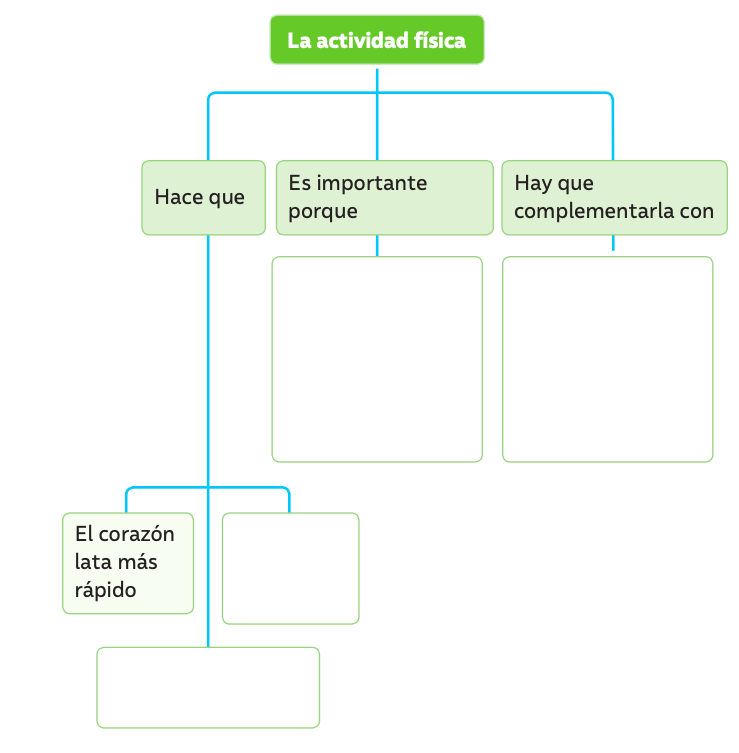 La actividad física
Hace que
Es importante
porque
Hay que
complementarla con
El corazón
lata más
rápido